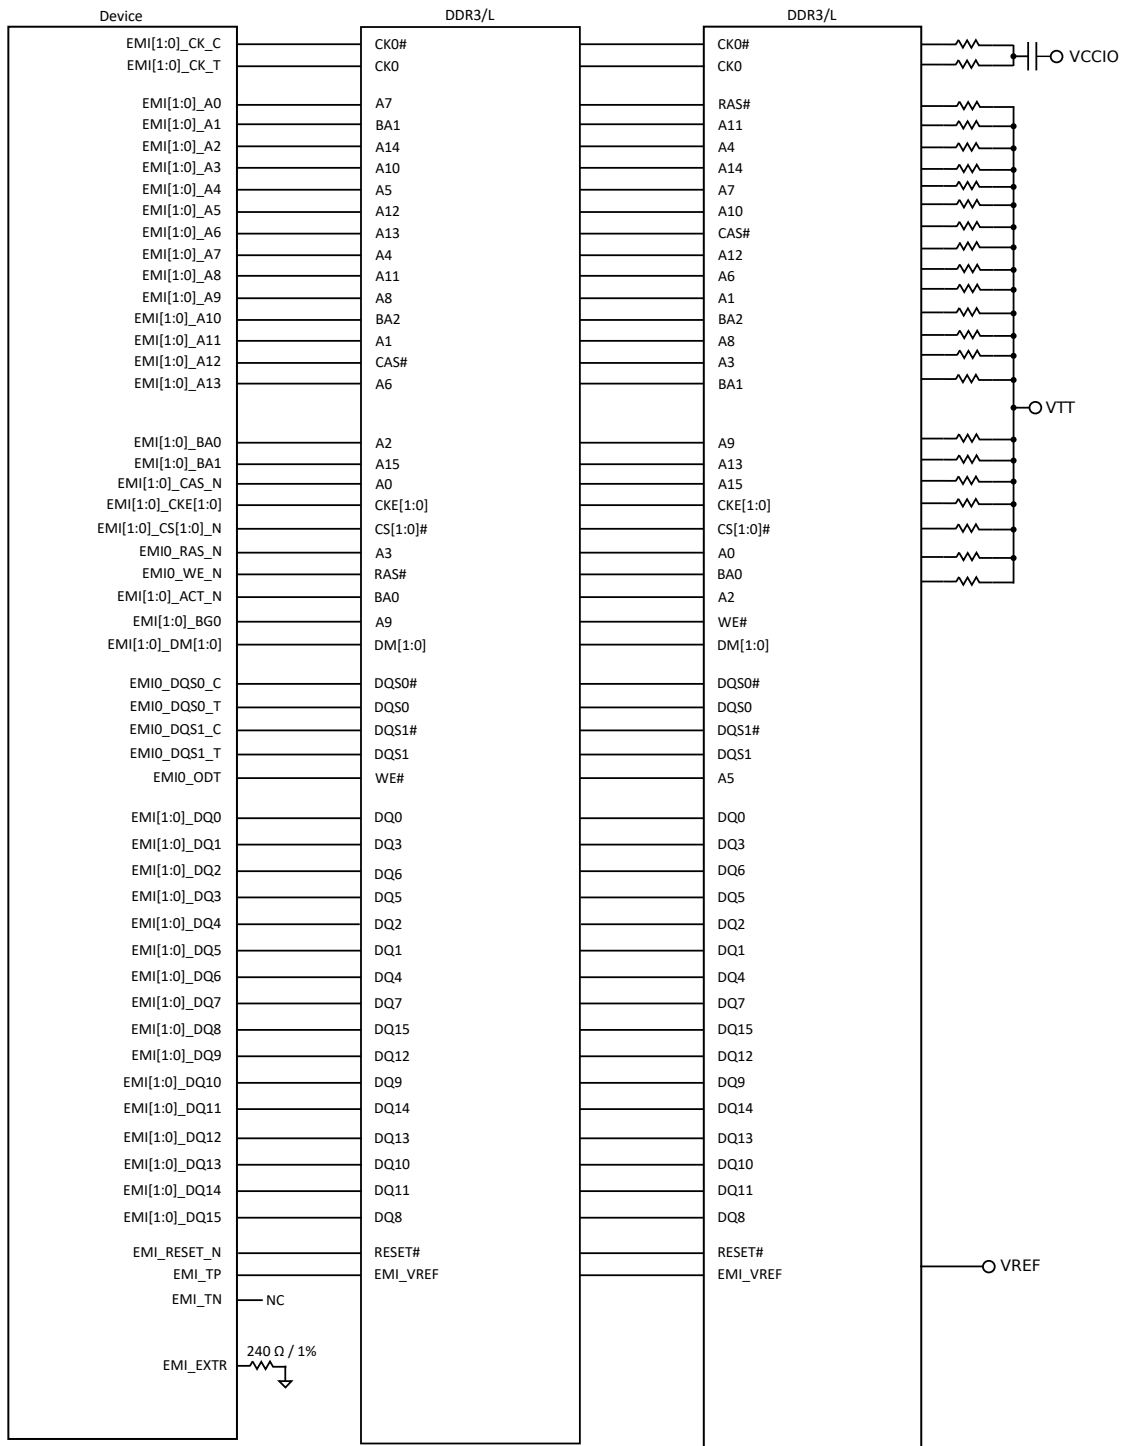 Device DDR3/L DDR3/L
EMI[1:0]_CK_C CK0# CK0#
EMI[1:0]_CK_T CK0 CK0
VCCIO
EMI[1:0]_A0 A7 RAS#
EMI[1:0]_A1 BA1 A11
EMI[1:0]_A2 A14 A4
EMI[1:0]_A3 A10 A14
EMI[1:0]_A4 A5 A7
EMI[1:0]_A5 A12 A10
EMI[1:0]_A6 A13 CAS#
EMI[1:0]_A7 A4 A12
EMI[1:0]_A8 A11 A6
EMI[1:0]_A9 A8 A1
EMI[1:0]_A10 BA2 BA2
EMI[1:0]_A11 A1 A8
EMI[1:0]_A12 CAS# A3
EMI[1:0]_A13 A6 BA1
VTT
EMI[1:0]_BA0 A2 A9
EMI[1:0]_BA1 A15 A13
EMI[1:0]_CAS_N A0 A15
EMI[1:0]_CKE[1:0] CKE[1:0] CKE[1:0]
EMI[1:0]_CS[1:0]_N CS[1:0]# CS[1:0]#
EMI0_RAS_N A3 A0
EMI0_WE_N RAS# BA0
EMI[1:0]_ACT_N BA0 A2
EMI[1:0]_BG0 A9 WE#
EMI[1:0]_DM[1:0] DM[1:0] DM[1:0]
EMI0_DQS0_C DQS0# DQS0#
EMI0_DQS0_T DQS0 DQS0
EMI0_DQS1_C DQS1# DQS1#
EMI0_DQS1_T DQS1 DQS1
EMI0_ODT WE# A5
EMI[1:0]_DQ0 DQ0 DQ0
EMI[1:0]_DQ1 DQ3 DQ3
EMI[1:0]_DQ2 DQ6 DQ6
EMI[1:0]_DQ3 DQ5 DQ5
EMI[1:0]_DQ4 DQ2 DQ2
EMI[1:0]_DQ5 DQ1 DQ1
EMI[1:0]_DQ6 DQ4 DQ4
EMI[1:0]_DQ7 DQ7 DQ7
EMI[1:0]_DQ8 DQ15 DQ15
EMI[1:0]_DQ9 DQ12 DQ12
EMI[1:0]_DQ10 DQ9 DQ9
EMI[1:0]_DQ11 DQ14 DQ14
EMI[1:0]_DQ12 DQ13 DQ13
EMI[1:0]_DQ13 DQ10 DQ10
EMI[1:0]_DQ14 DQ11 DQ11
EMI[1:0]_DQ15 DQ8 DQ8
EMI_RESET_N RESET# RESET#
VREF
EMI_TP EMI_VREF EMI_VREF
EMI_TN NC
240 Ω / 1%
EMI_EXTR